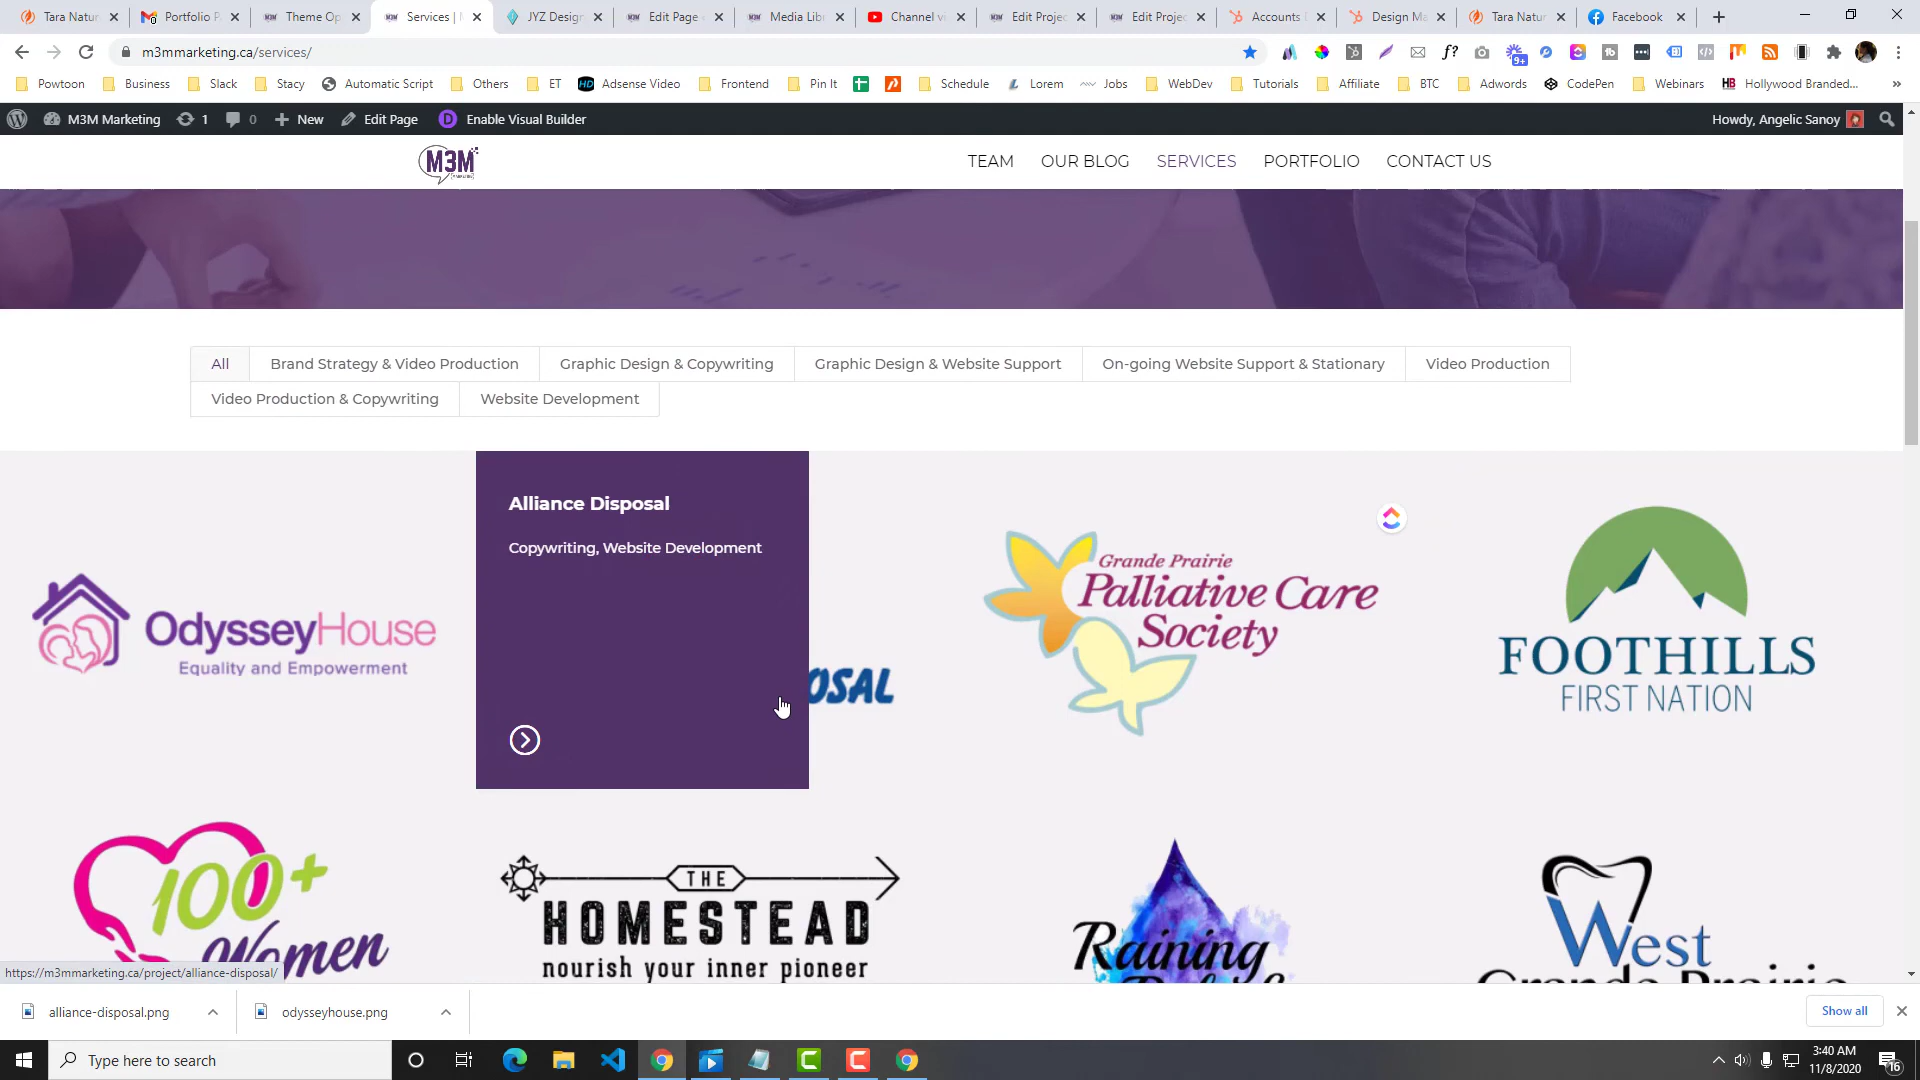 Tara Natur
Portfolio P
Theme Op
Services |
JYZ Design
Edit Page
Media Lib
Channel vi
Edit Projec
Edit Projec
Accounts
Design Ma
Tara Natur
Facebook
m3mmarketing.ca/services/
f?
9+
Powtoon
Business
Slack
Stacy
Automatic Script
Others
ET
HD Adsense Video
Frontend
Pin It
Schedule
Lorem
Jobs
WebDev
Tutorials
Affiliate
BTC
Adwords
CodePen
Webinars
HB Hollywood Branded...
M3M Marketing
1
0
New
Edit Page
D Enable Visual Builder
Howdy, Angelic Sanoy
M3M
TEAM
OUR BLOG
SERVICES
PORTFOLIO
CONTACT US
All
Brand Strategy & Video Production
Graphic Design & Copywriting
Graphic Design & Website Support
On-going Website Support & Stationary
Video Production
Video Production & Copywriting
Website Development
OdysseyHouse
Equality and Empowerment
Alliance Disposal
Copywriting, Website Development
OSAL
Grande Prairie
Palliative Care
Society
FOOTHILLS
FIRST NATION
100+
Women
THE
HOMESTEAD
nourish your inner pioneer
Raining
West
Grande Prairie
https://m3mmarketing.ca/project/alliance-disposal/
alliance-disposal.png
odysseyhouse.png
Show all
Type here to search
3:40 AM
11/8/2020
16